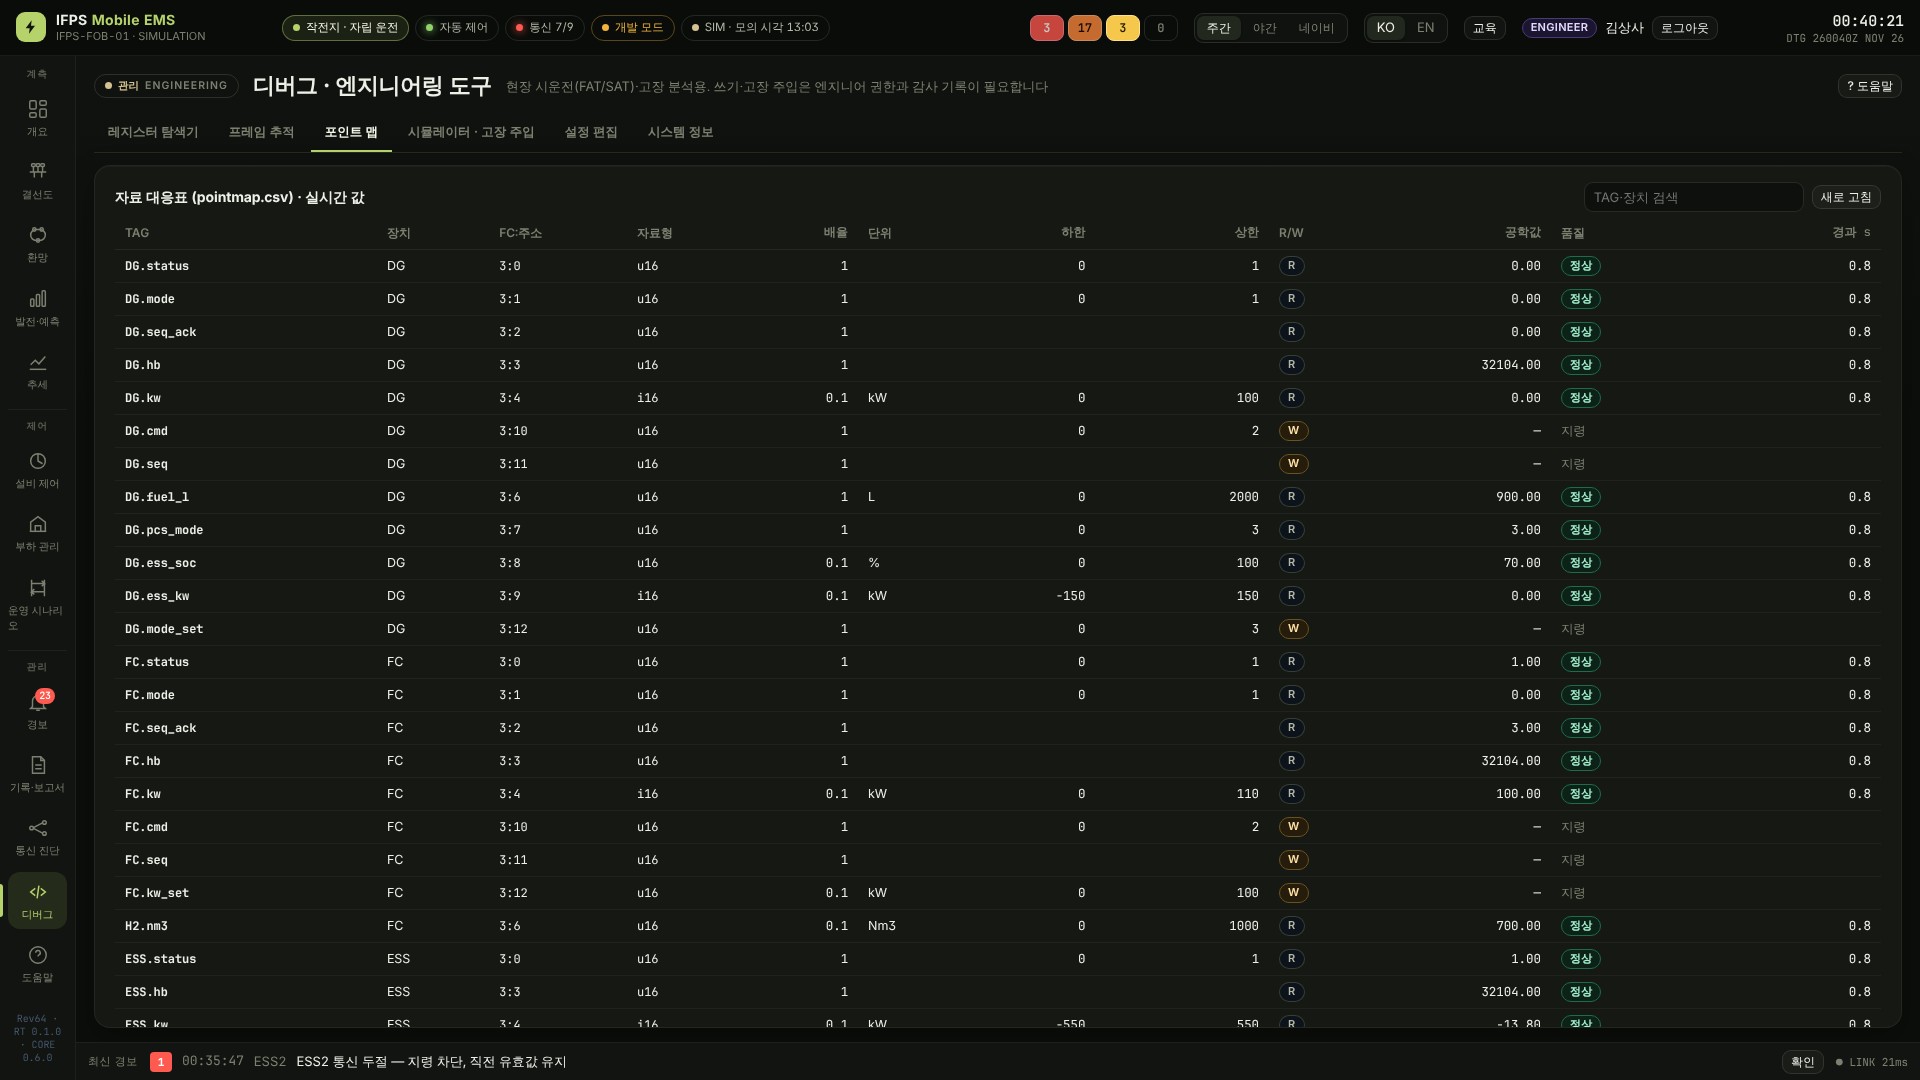 IFPS Mobile EMS
IFPS-FOB-01 · SIMULATION
작전지 · 자립 운전
자동 제어
통신 7/9
개발 모드
SIM · 모의 시각 13:03
3 17 3 0
주간 야간 네이비
KO EN
교육
ENGINEER 김상사 로그아웃
00:40:21
DTG 260040Z NOV 26
계측
개요
결선도
환망
발전·예측
추세
제어
설비 제어
부하 관리
운영 시나리
오
관리
23
경보
기록·보고서
통신 진단
디버그
도움말
Rev64 ·
RT 0.1.0
· CORE
0.6.0
관리 ENGINEERING
디버그 · 엔지니어링 도구
현장 시운전(FAT/SAT)·고장 분석용. 쓰기·고장 주입은 엔지니어 권한과 감사 기록이 필요합니다
? 도움말
레지스터 탐색기 프레임 추적 포인트 맵 시뮬레이터 · 고장 주입 설정 편집 시스템 정보
자료 대응표 (pointmap.csv) · 실시간 값
TAG·장치 검색
새로 고침
TAG 장치 FC:주소 자료형 배율 단위 하한 상한 R/W 공학값 품질 경과 s
DG.status DG 3:0 u16 1 0 1 R 0.00 정상 0.8
DG.mode DG 3:1 u16 1 0 1 R 0.00 정상 0.8
DG.seq_ack DG 3:2 u16 1 R 0.00 정상 0.8
DG.hb DG 3:3 u16 1 R 32104.00 정상 0.8
DG.kw DG 3:4 i16 0.1 kW 0 100 R 0.00 정상 0.8
DG.cmd DG 3:10 u16 1 0 2 W — 지령
DG.seq DG 3:11 u16 1 W — 지령
DG.fuel_l DG 3:6 u16 1 L 0 2000 R 900.00 정상 0.8
DG.pcs_mode DG 3:7 u16 1 0 3 R 3.00 정상 0.8
DG.ess_soc DG 3:8 u16 0.1 % 0 100 R 70.00 정상 0.8
DG.ess_kw DG 3:9 i16 0.1 kW -150 150 R 0.00 정상 0.8
DG.mode_set DG 3:12 u16 1 0 3 W — 지령
FC.status FC 3:0 u16 1 0 1 R 1.00 정상 0.8
FC.mode FC 3:1 u16 1 0 1 R 0.00 정상 0.8
FC.seq_ack FC 3:2 u16 1 R 3.00 정상 0.8
FC.hb FC 3:3 u16 1 R 32104.00 정상 0.8
FC.kw FC 3:4 i16 0.1 kW 0 110 R 100.00 정상 0.8
FC.cmd FC 3:10 u16 1 0 2 W — 지령
FC.seq FC 3:11 u16 1 W — 지령
FC.kw_set FC 3:12 u16 0.1 kW 0 100 W — 지령
H2.nm3 FC 3:6 u16 0.1 Nm3 0 1000 R 700.00 정상 0.8
ESS.status ESS 3:0 u16 1 0 1 R 1.00 정상 0.8
ESS.hb ESS 3:3 u16 1 R 32104.00 정상 0.8
ESS.kw ESS 3:4 i16 0.1 kW -550 550 R -13.80 정상 0.8
최신 경보 1 00:35:47 ESS2 ESS2 통신 두절 — 지령 차단, 직전 유효값 유지
확인
LINK 21ms